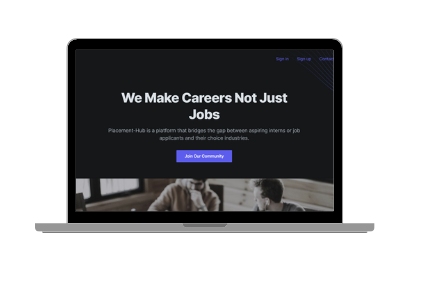 Sign in Sign up Contact
We Make Careers Not Just
Jobs
Placement-Hub is a platform that bridges the gap between aspiring interns or job
applicants and their choice industries.
Join Our Community